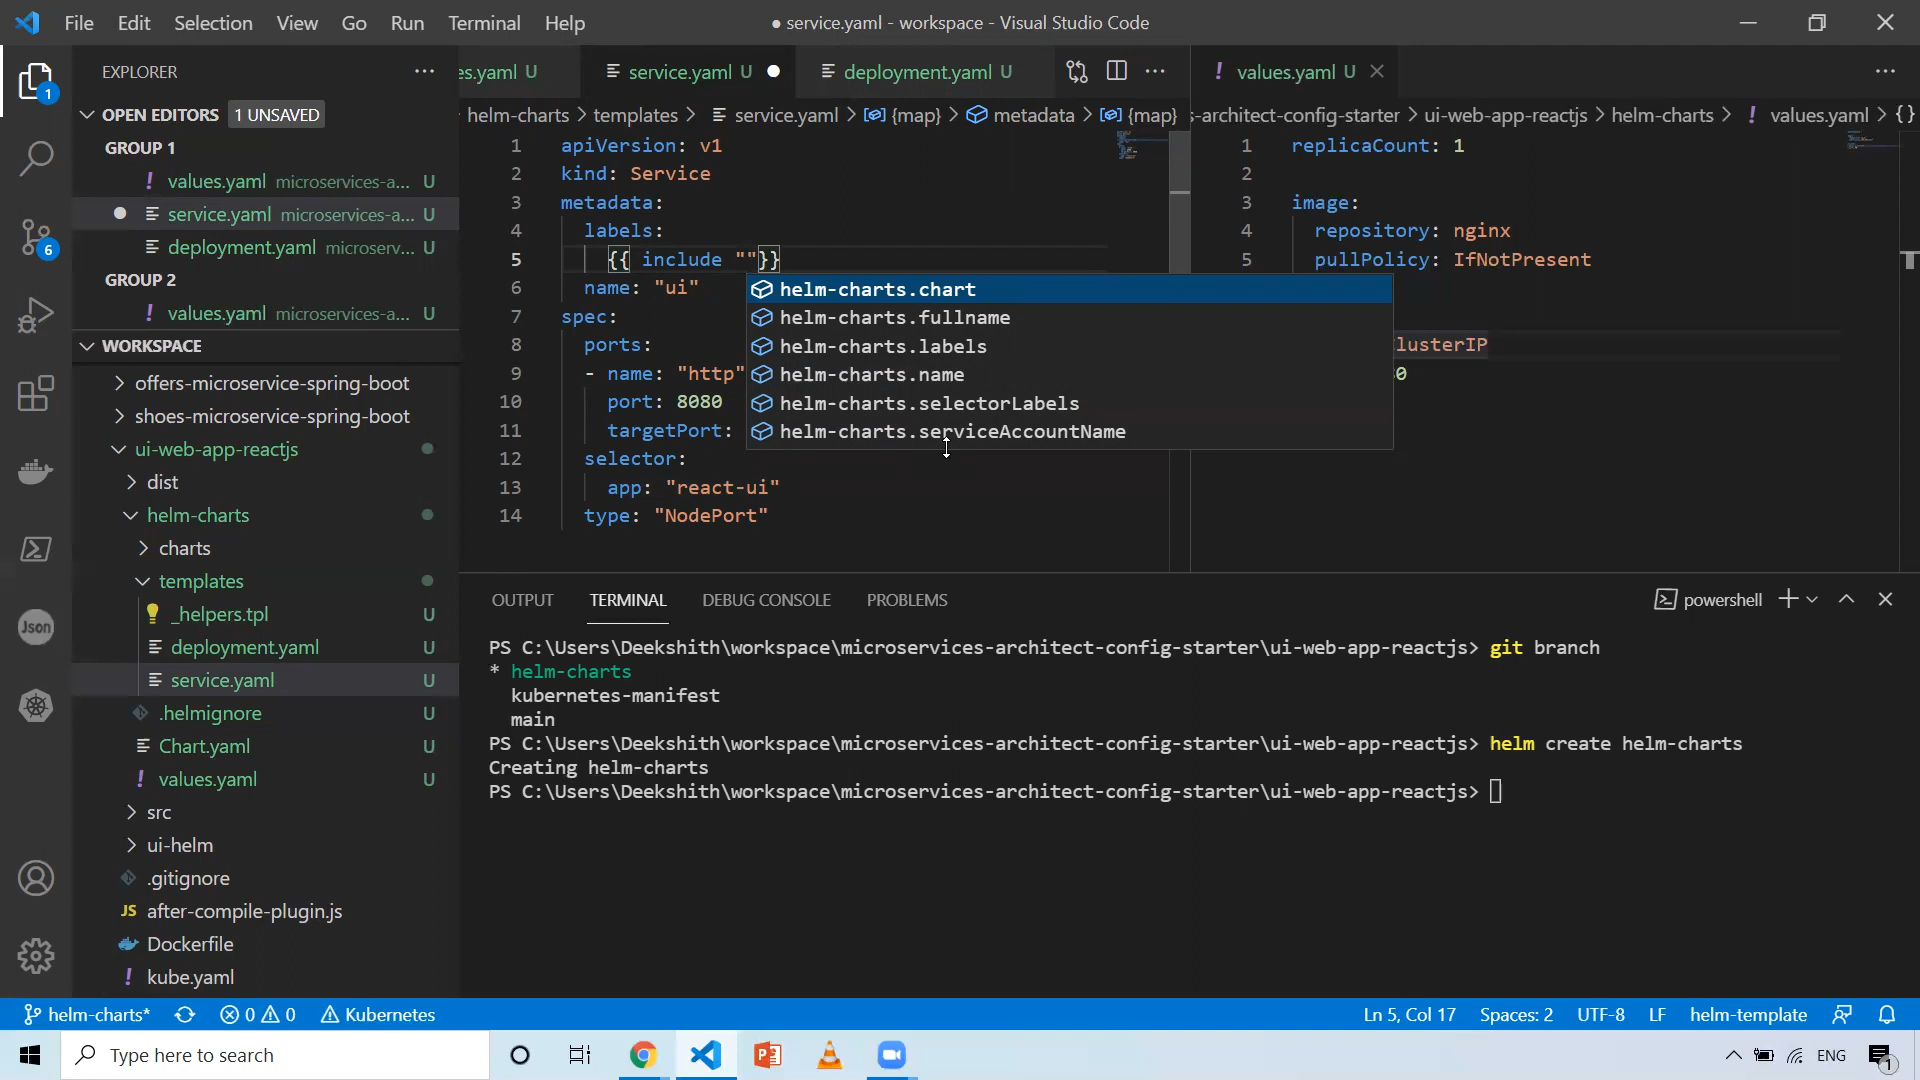 File Edit Selection View Go Run Terminal Help
● service.yaml - workspace - Visual Studio Code
EXPLORER
OPEN EDITORS 1 UNSAVED
GROUP 1
! values.yaml microservices-a... U
service.yaml microservices-a... U
deployment.yaml microserv... U
GROUP 2
! values.yaml microservices-a... U
WORKSPACE
offers-microservice-spring-boot
shoes-microservice-spring-boot
ui-web-app-reactjs
dist
helm-charts
charts
templates
_helpers.tpl U
deployment.yaml U
service.yaml U
.helmignore U
Chart.yaml U
! values.yaml U
src
ui-helm
.gitignore
JS after-compile-plugin.js
Dockerfile
! kube.yaml
1
6
Json
es.yaml U service.yaml U ● deployment.yaml U
helm-charts > templates > service.yaml > {map} > metadata > {map}
1 apiVersion: v1
2 kind: Service
3 metadata:
4 labels:
5 {{ include ""}}
6 name: "ui"
7 spec:
8 ports:
9 - name: "http"
10 port: 8080
11 targetPort:
12 selector:
13 app: "react-ui"
14 type: "NodePort"
helm-charts.chart
helm-charts.fullname
helm-charts.labels
helm-charts.name
helm-charts.selectorLabels
helm-charts.serviceAccountName
! values.yaml U
s-architect-config-starter > ui-web-app-reactjs > helm-charts > ! values.yaml > {}
1 replicaCount: 1
2
3 image:
4 repository: nginx
5 pullPolicy: IfNotPresent
lusterIP
0
OUTPUT TERMINAL DEBUG CONSOLE PROBLEMS
powershell
PS C:\Users\Deekshith\workspace\microservices-architect-config-starter\ui-web-app-reactjs> git branch
* helm-charts
kubernetes-manifest
main
PS C:\Users\Deekshith\workspace\microservices-architect-config-starter\ui-web-app-reactjs> helm create helm-charts
Creating helm-charts
PS C:\Users\Deekshith\workspace\microservices-architect-config-starter\ui-web-app-reactjs>
helm-charts* 0 0 Kubernetes
Ln 5, Col 17 Spaces: 2 UTF-8 LF helm-template
Type here to search
ENG
1